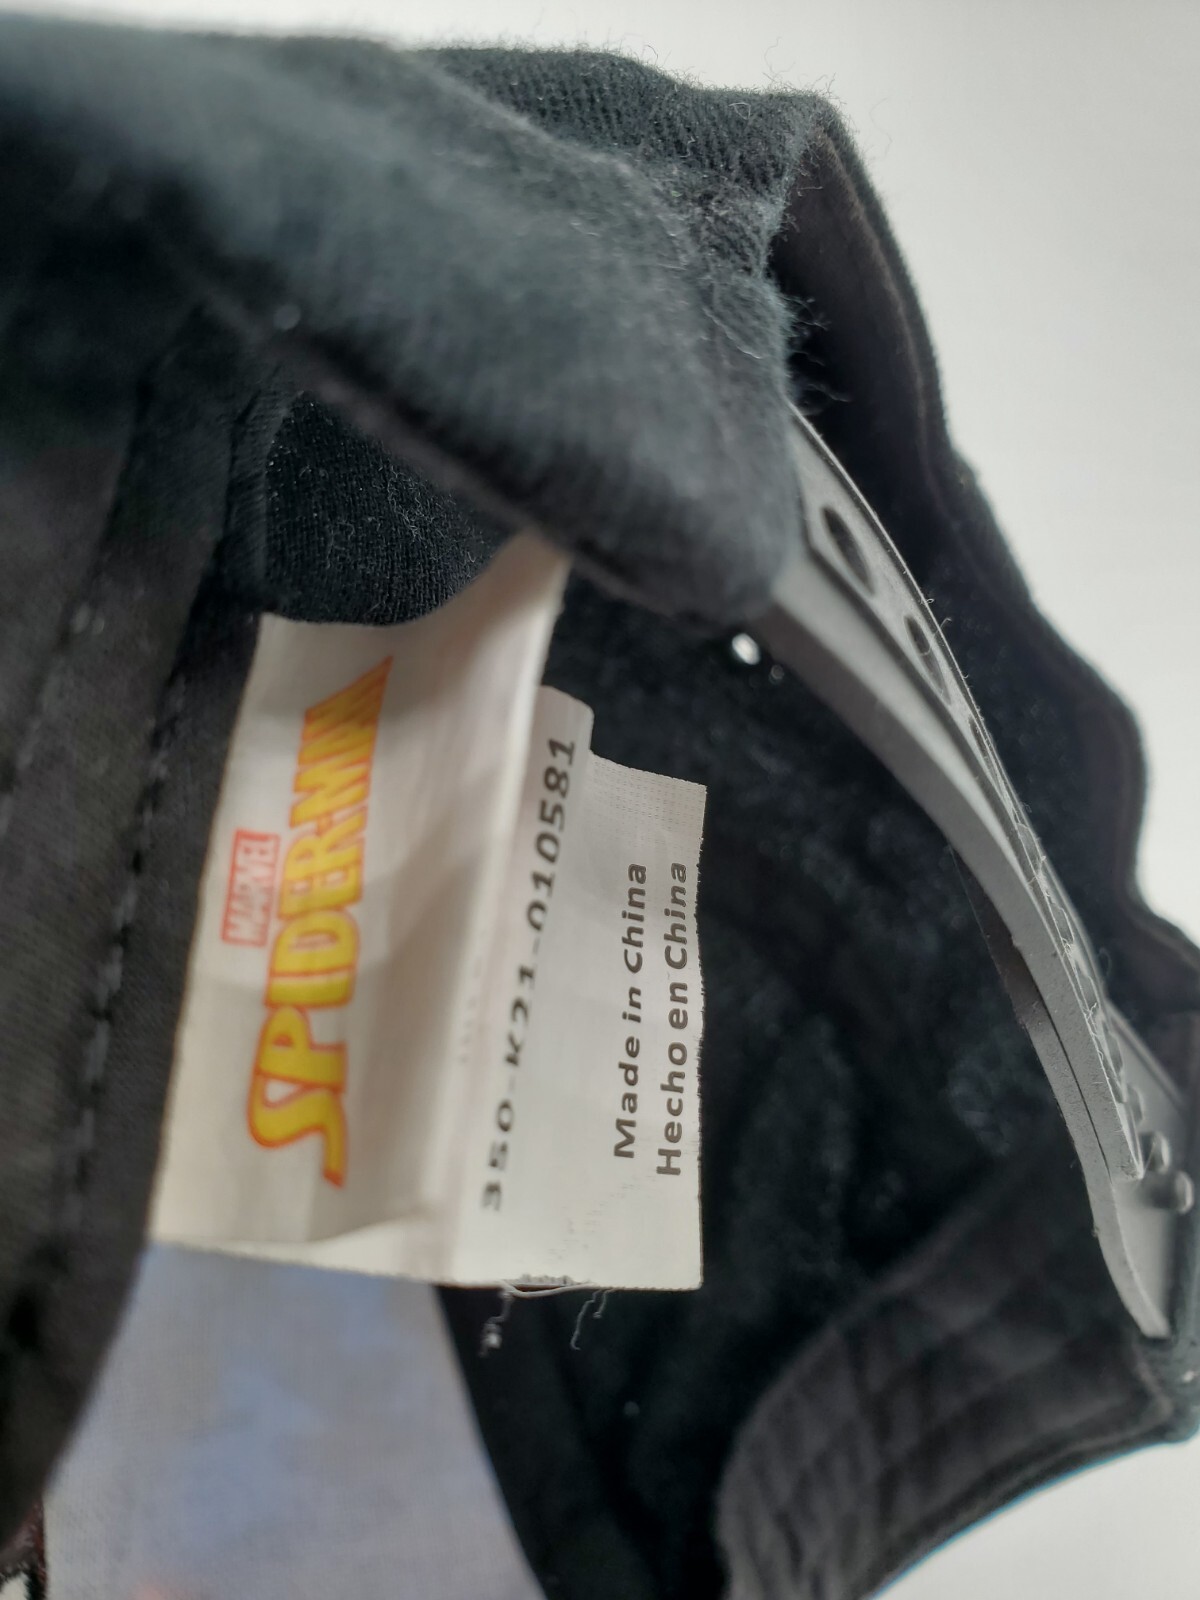 MARVEL
SPIDER-MAN
350-K21-010581
Made in China
Hecho en China